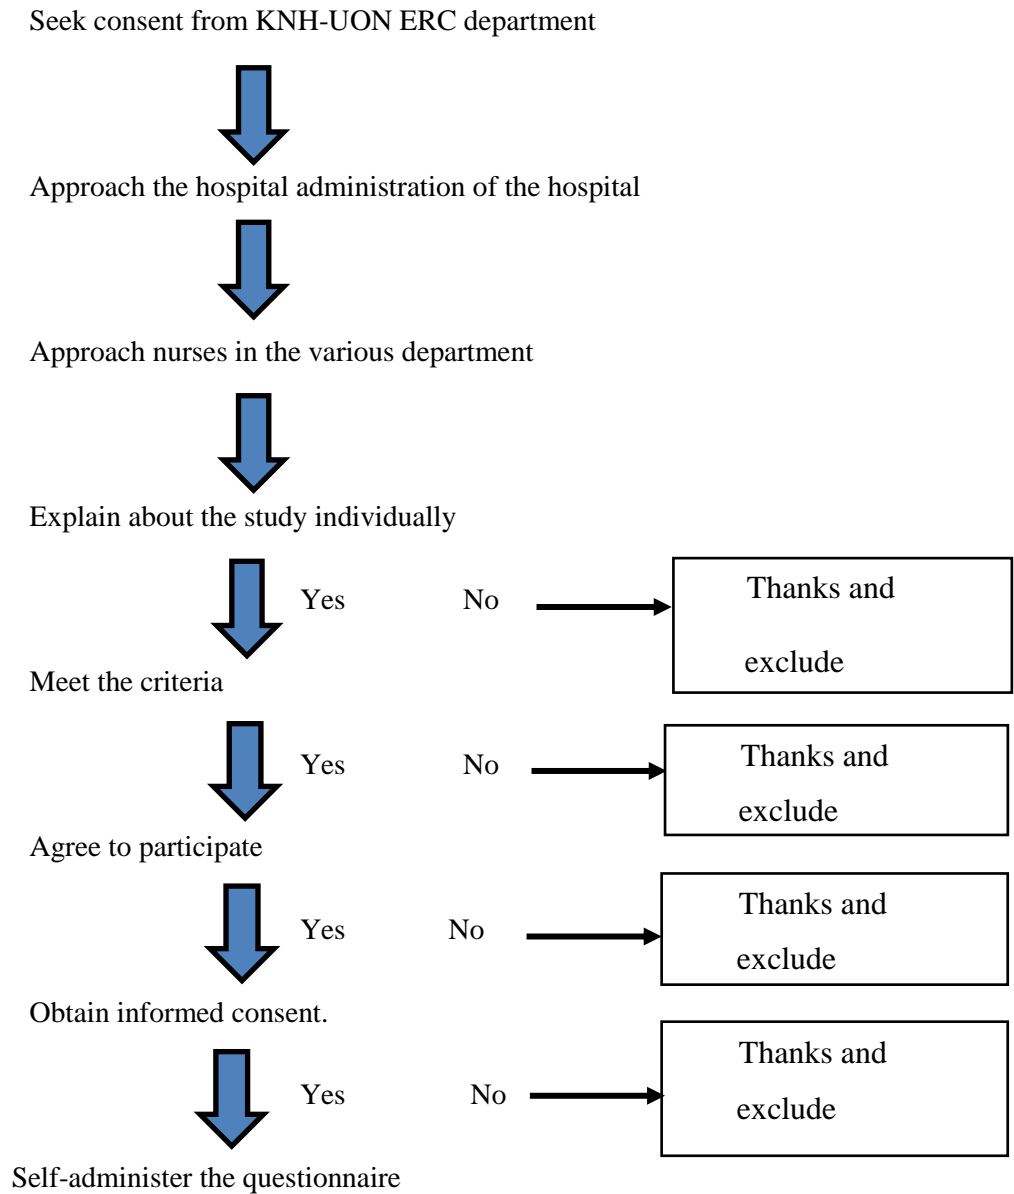 Seek consent from KNH-UON ERC department
Approach the hospital administration of the hospital
Approach nurses in the various department
Explain about the study individually
Yes No Thanks and
exclude
Meet the criteria
Yes No Thanks and
exclude
Agree to participate
Yes No Thanks and
exclude
Obtain informed consent.
Yes No Thanks and
exclude
Self-administer the questionnaire